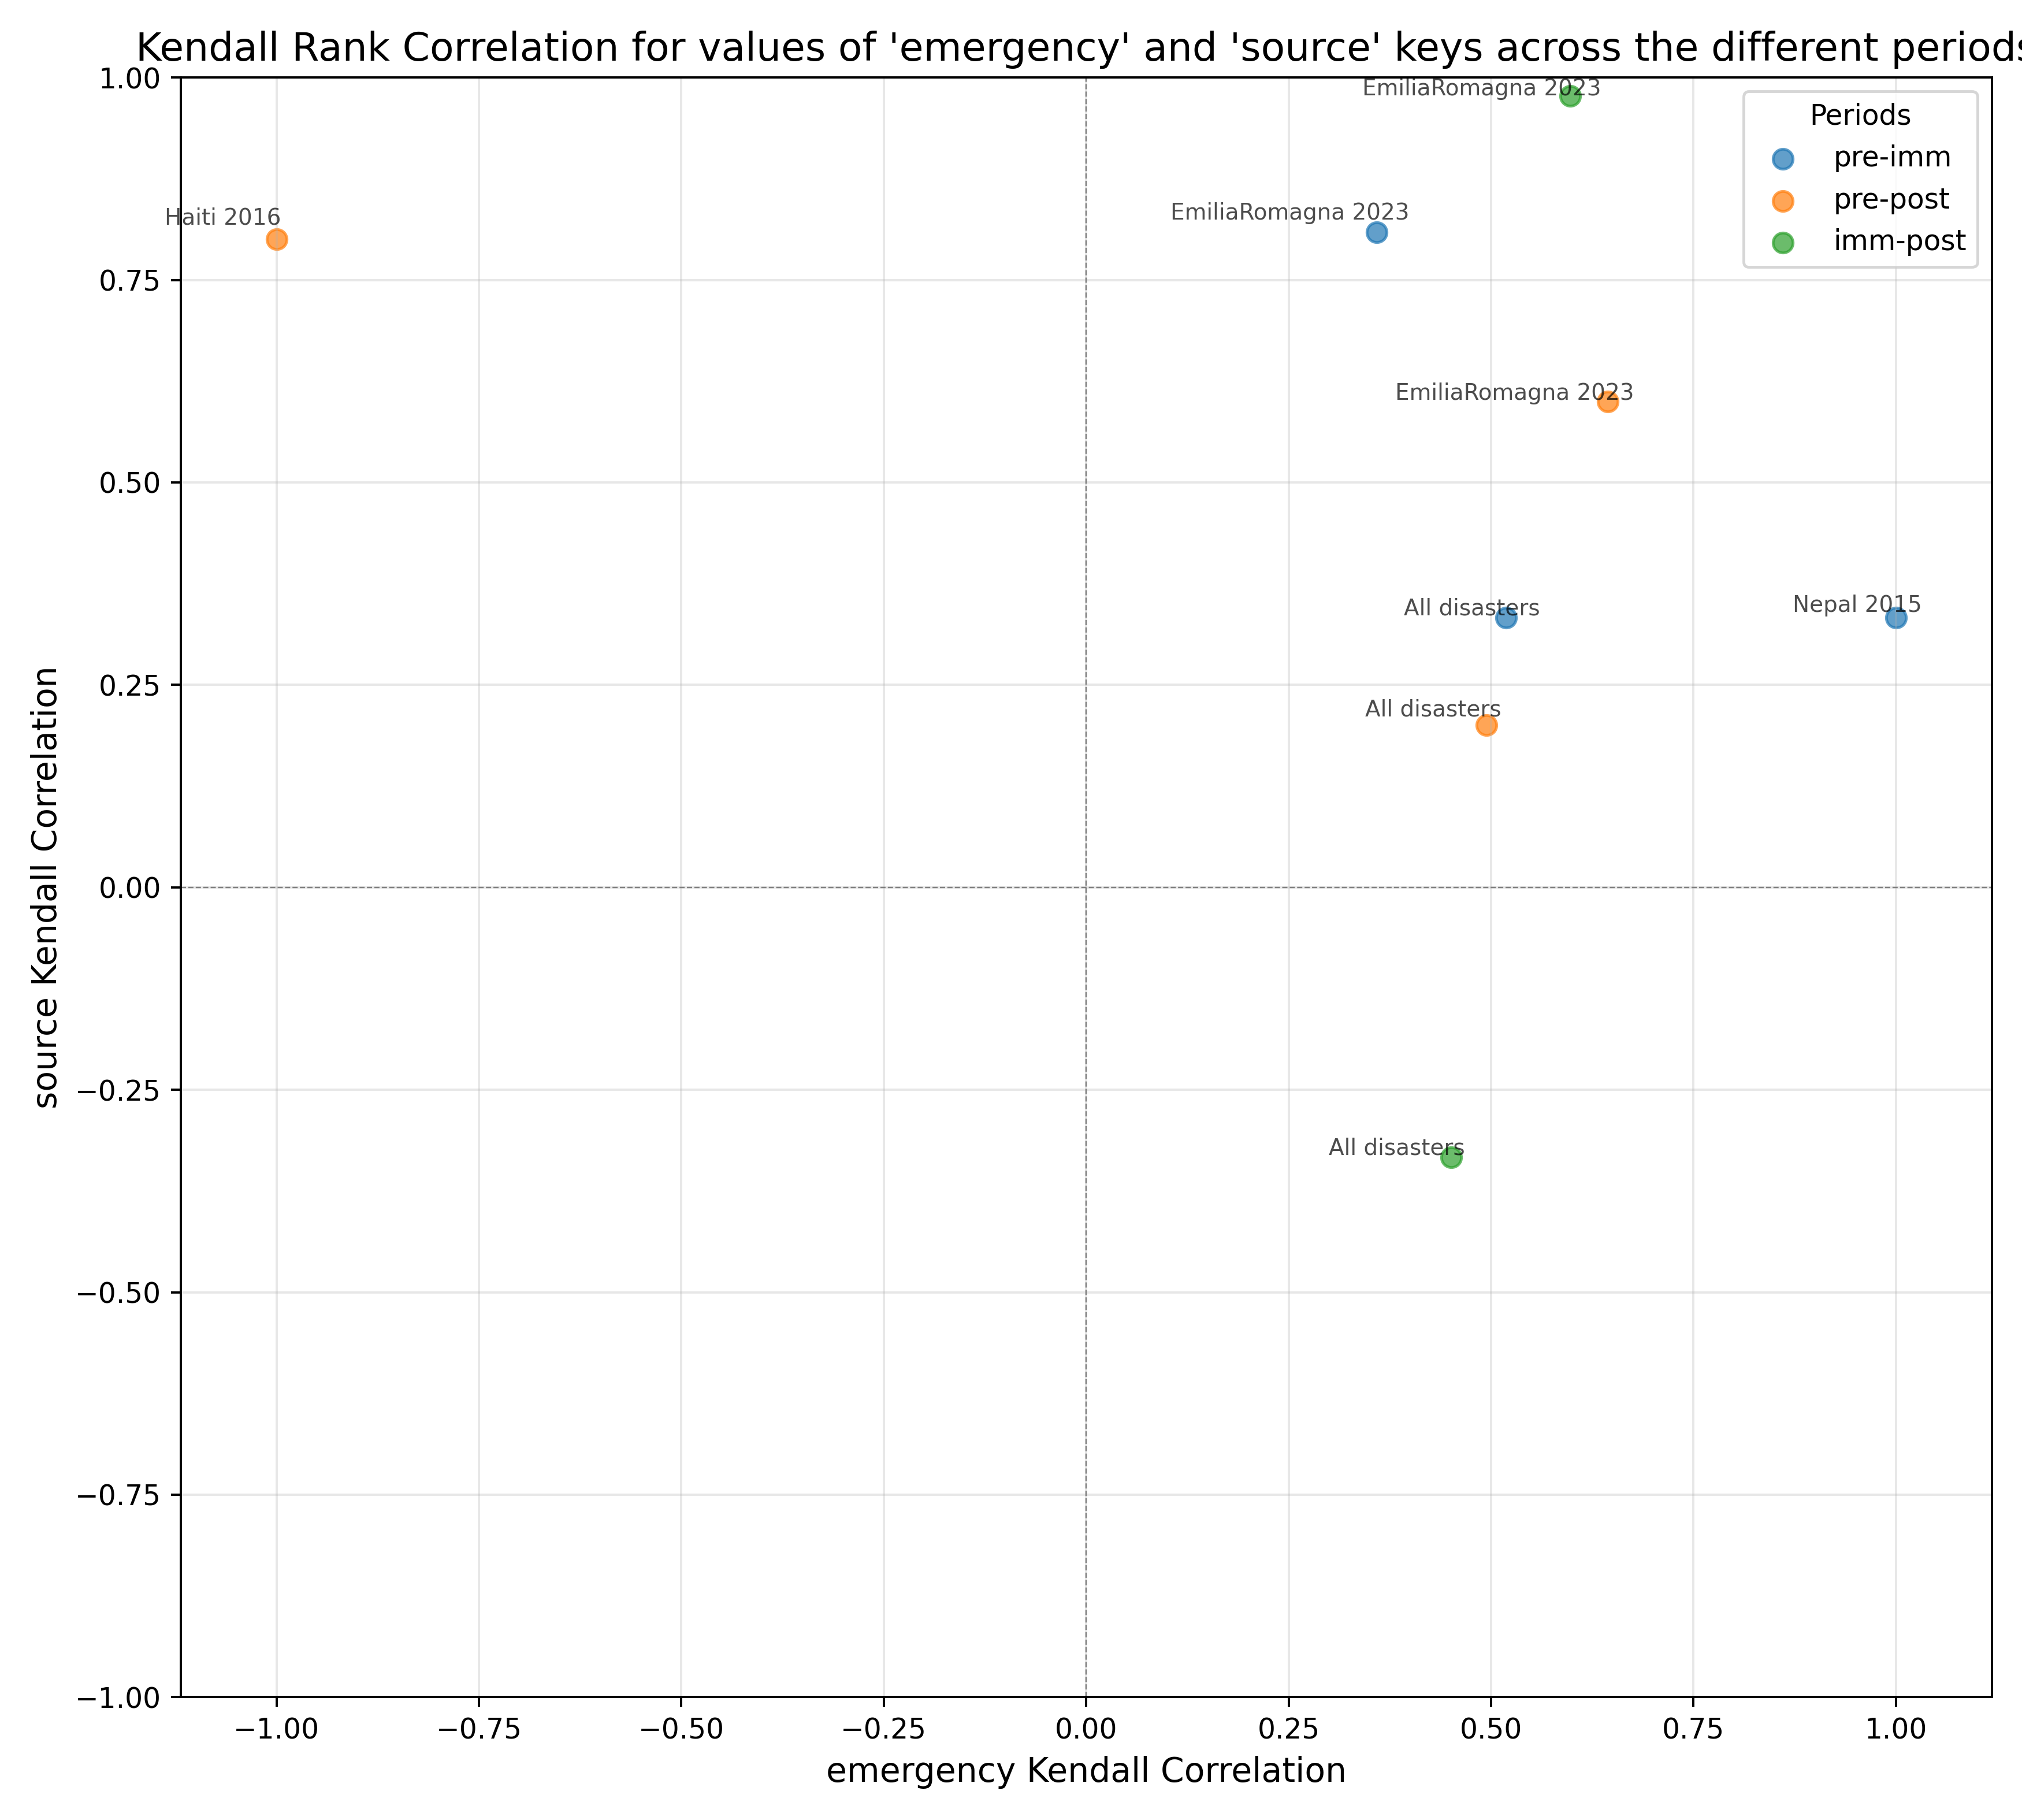 Kendall Rank Correlation for values of 'emergency' and 'source' keys across the different periods
EmiliaRomagna 2023
Periods
pre-imm
pre-post
imm-post
Haiti 2016
EmiliaRomagna 2023
EmiliaRomagna 2023
All disasters
Nepal 2015
All disasters
All disasters
source Kendall Correlation
1.00
0.75
0.50
0.25
0.00
−0.25
−0.50
−0.75
−1.00
−1.00
−0.75
−0.50
−0.25
0.00
0.25
0.50
0.75
1.00
emergency Kendall Correlation